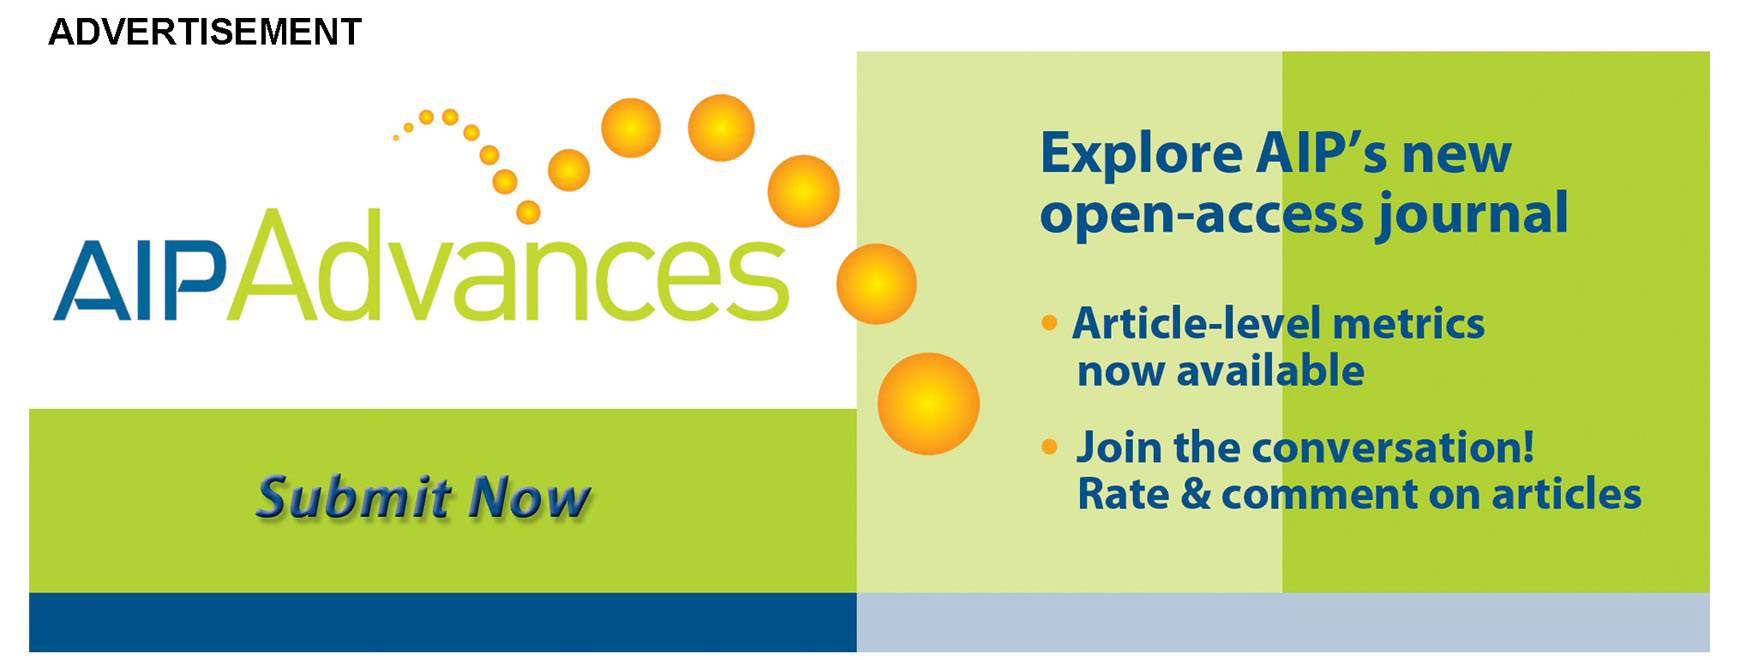 ADVERTISEMENT
AIPAdvances
Submit Now
Explore AIP's new
open-access journal
• Article-level metrics
now available
• Join the conversation!
Rate & comment on articles